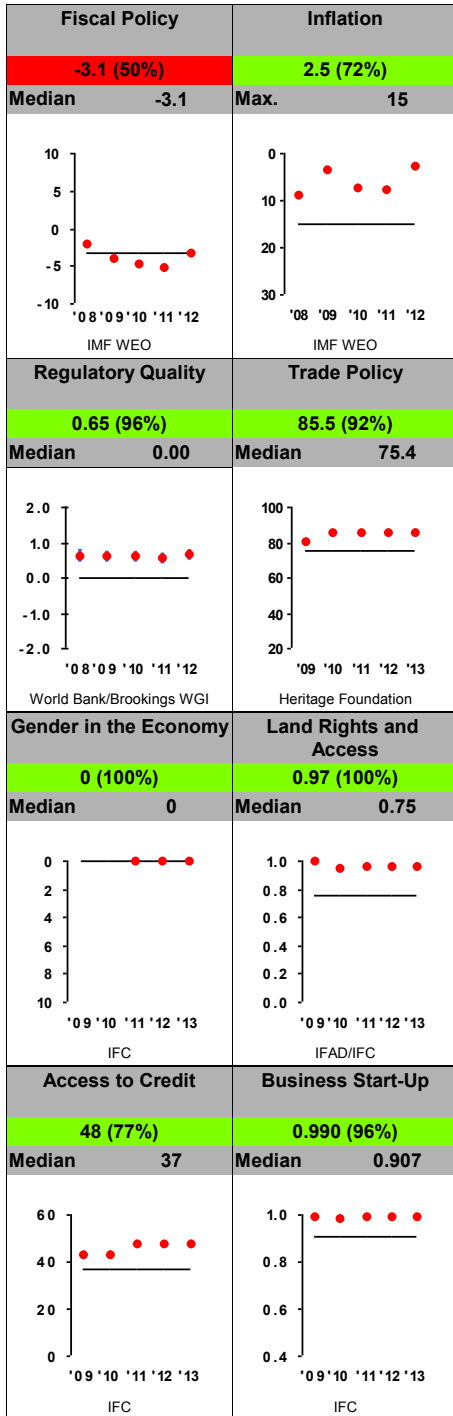 Fiscal Policy
-3.1 (50%)
Median -3.1
10
5
0
-5
-10
'08 '09 '10 '11 '12
IMF WEO
Inflation
2.5 (72%)
Max. 15
0
10
20
30
'08 '09 '10 '11 '12
IMF WEO
Regulatory Quality
0.65 (96%)
Median 0.00
2.0
1.0
0.0
-1.0
-2.0
'08 '09 '10 '11 '12
World Bank/Brookings WGI
Trade Policy
85.5 (92%)
Median 75.4
100
80
60
40
20
'09 '10 '11 '12 '13
Heritage Foundation
Gender in the Economy
0 (100%)
Median 0
0
2
4
6
8
10
'09 '10 '11 '12 '13
IFC
Land Rights and
Access
0.97 (100%)
Median 0.75
1.0
0.8
0.6
0.4
0.2
0.0
'09 '10 '11 '12 '13
IFAD/IFC
Access to Credit
48 (77%)
Median 37
60
40
20
0
'09 '10 '11 '12 '13
IFC
Business Start-Up
0.990 (96%)
Median 0.907
1.0
0.8
0.6
0.4
'09 '10 '11 '12 '13
IFC